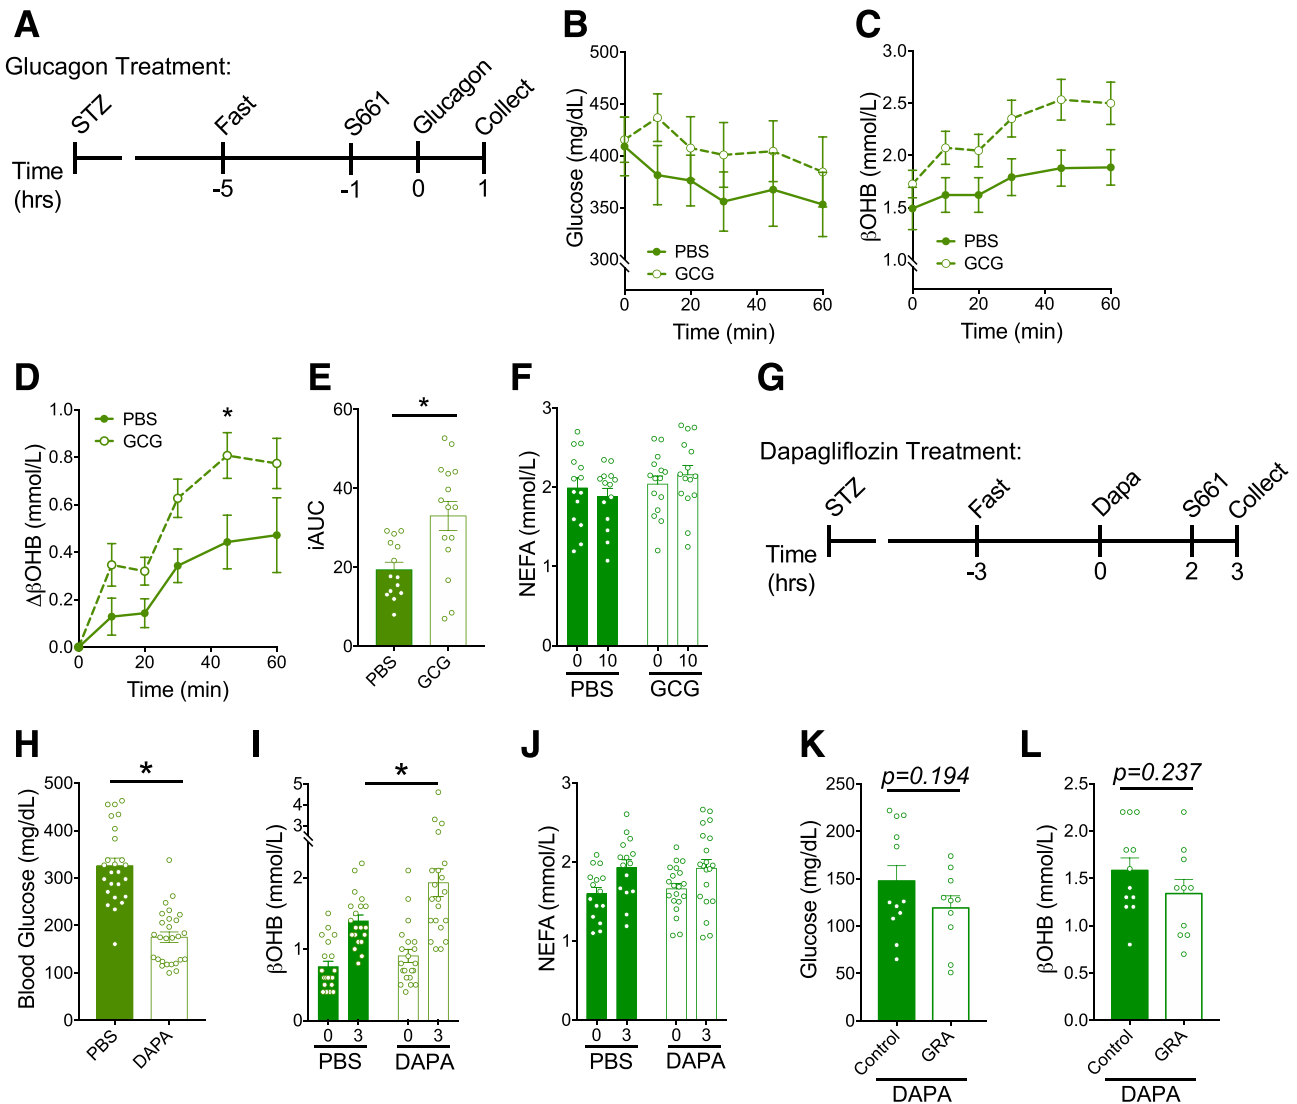 A
Glucagon Treatment:
STZ
Fast
S661
Glucagon
Collect
Time
(hrs)
-5
-1
0
1
B
Glucose (mg/dL)
500
450
400
350
300
PBS
GCG
0
20
40
60
Time (min)
C
βOHB (mmol/L)
3.0
2.5
2.0
1.5
1.0
PBS
GCG
0
20
40
60
Time (min)
D
ΔβOHB (mmol/L)
1.0
0.8
0.6
0.4
0.2
0.0
PBS
GCG
*
0
20
40
60
Time (min)
E
iAUC
60
40
20
0
*
PBS
GCG
F
NEFA (mmol/L)
3
2
1
0
0
10
0
10
PBS
GCG
G
Dapagliflozin Treatment:
STZ
Fast
Dapa
S661
Collect
Time
(hrs)
-3
0
2
3
H
Blood Glucose (mg/dL)
500
400
300
200
100
0
*
PBS
DAPA
I
βOHB (mmol/L)
5
4
3
2
1
0
*
0
3
0
3
PBS
DAPA
J
NEFA (mmol/L)
3
2
1
0
0
3
0
3
PBS
DAPA
K
Glucose (mg/dL)
250
200
150
100
50
0
p=0.194
Control
GRA
DAPA
L
βOHB (mmol/L)
2.5
2.0
1.5
1.0
0.5
0.0
p=0.237
Control
GRA
DAPA